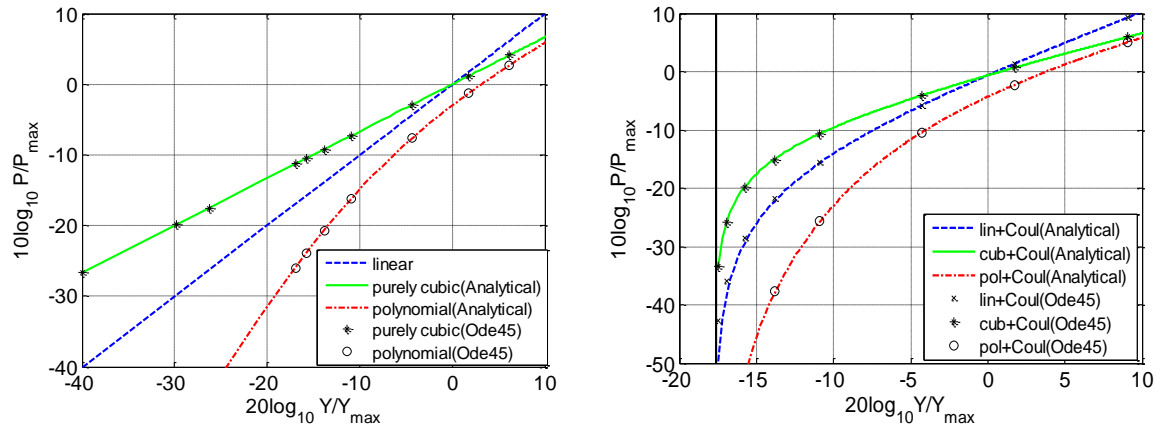 10
0
-10
-20
-30
-40
-40 -30 -20 -10 0 10
10log10 P/Pmax
20log10 Y/Ymax
linear
purely cubic(Analytical)
polynomial(Analytical)
purely cubic(Ode45)
polynomial(Ode45)
10
0
-10
-20
-30
-40
-50
-20 -15 -10 -5 0 5 10
10log10 P/Pmax
20log10 Y/Ymax
lin+Coul(Analytical)
cub+Coul(Analytical)
pol+Coul(Analytical)
lin+Coul(Ode45)
cub+Coul(Ode45)
pol+Coul(Ode45)